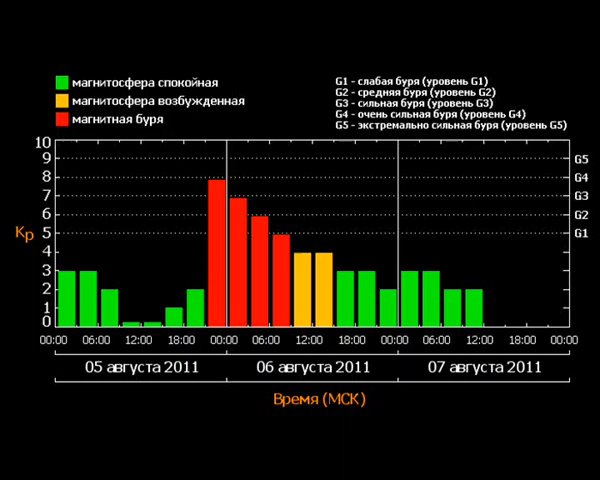 магнитосфера спокойная
магнитосфера возбужденная
магнитная буря
G1 - слабая буря (уровень G1)
G2 - средняя буря (уровень G2)
G3 - сильная буря (уровень G3)
G4 - очень сильная буря (уровень G4)
G5 - экстремально сильная буря (уровень G5)
10
9
8
7
6
5
4
3
2
1
0
Kp
G5
G4
G3
G2
G1
00:00 06:00 12:00 18:00 00:00 06:00 12:00 18:00 00:00 06:00 12:00 18:00 00:00
05 августа 2011 06 августа 2011 07 августа 2011
Время (МСК)